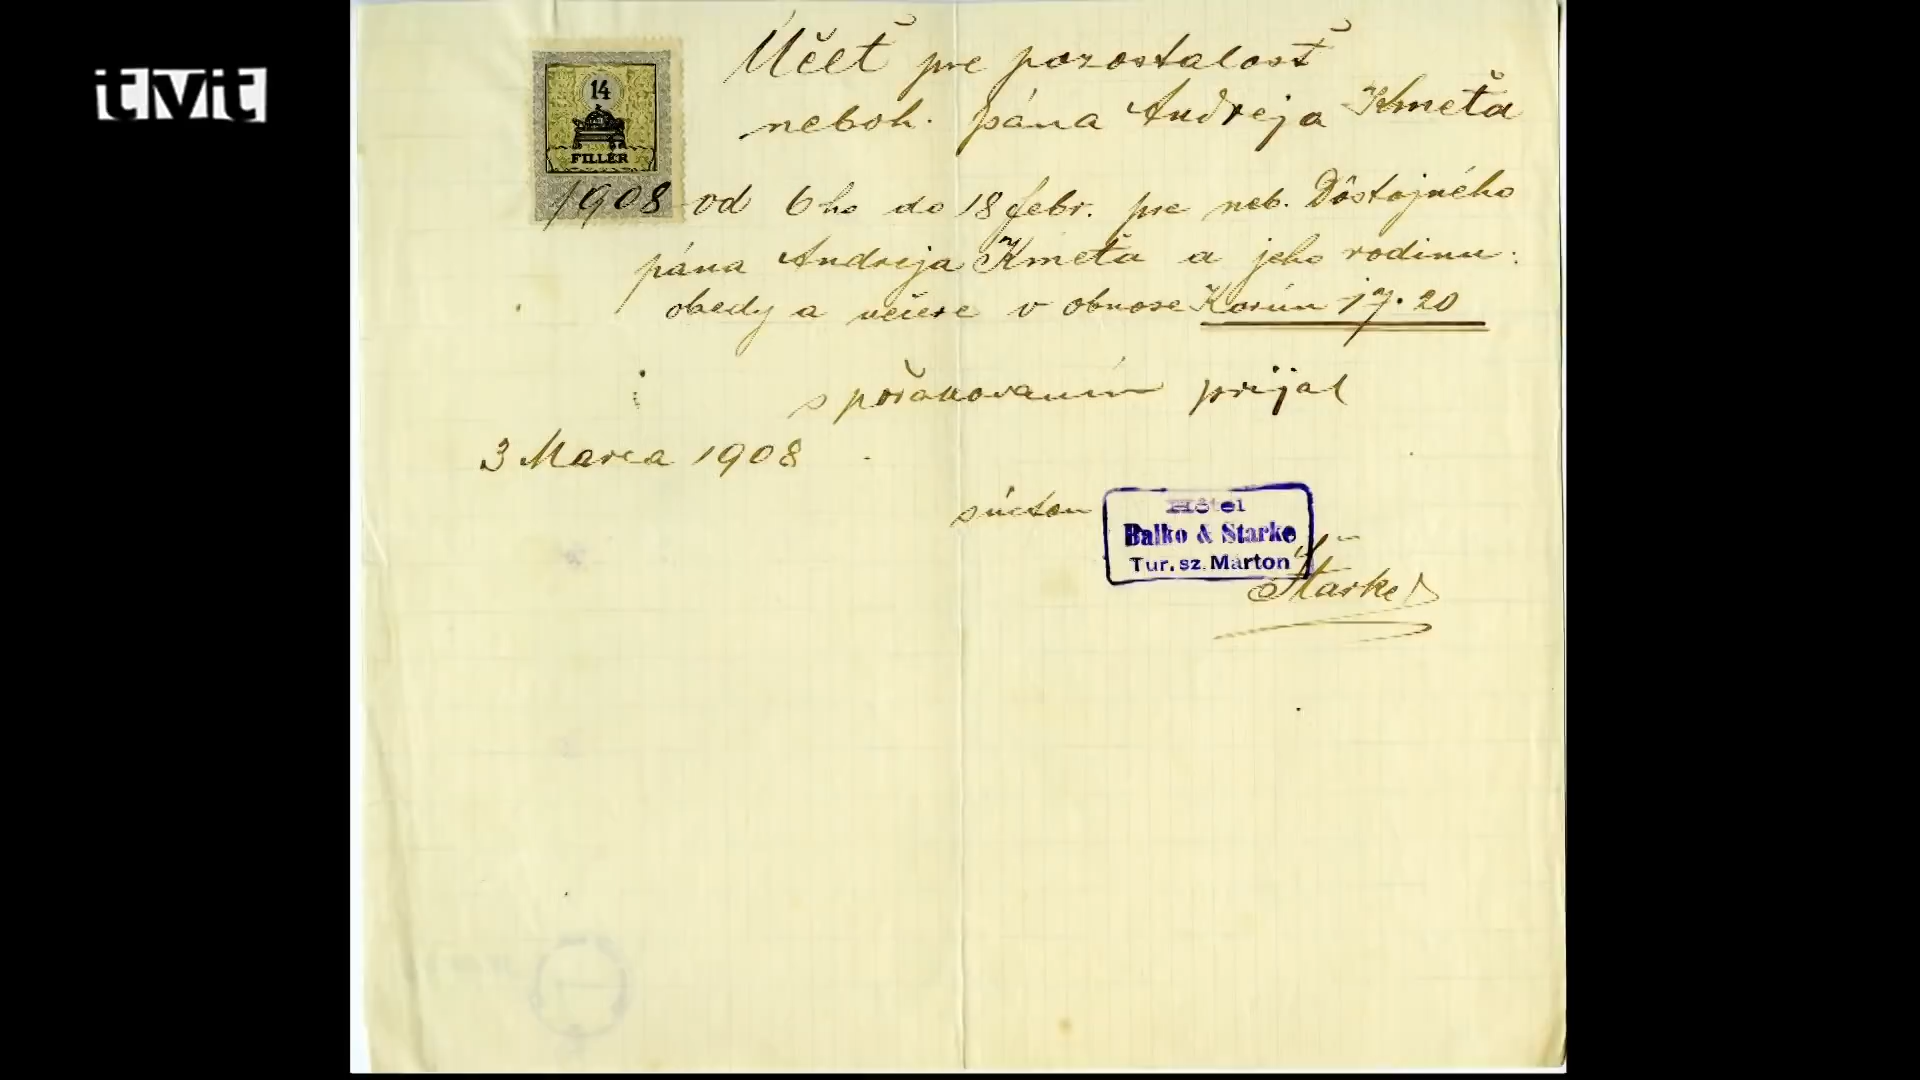 itvit
14
FILLÉR
Účeť pre pozostalosť
neboh. pána Andreja Kmeťa
1908 od 6ho do 18 febr. pre neb. Dôstojného
pána Andreja Kmeťa a jeho rodinu:
obedy a večere v obnose Korún 17.20
s poďakovaním prijal
3 Marca 1908
súcton
Hôtel
Balko & Starke
Tur. sz. Márton
Starke